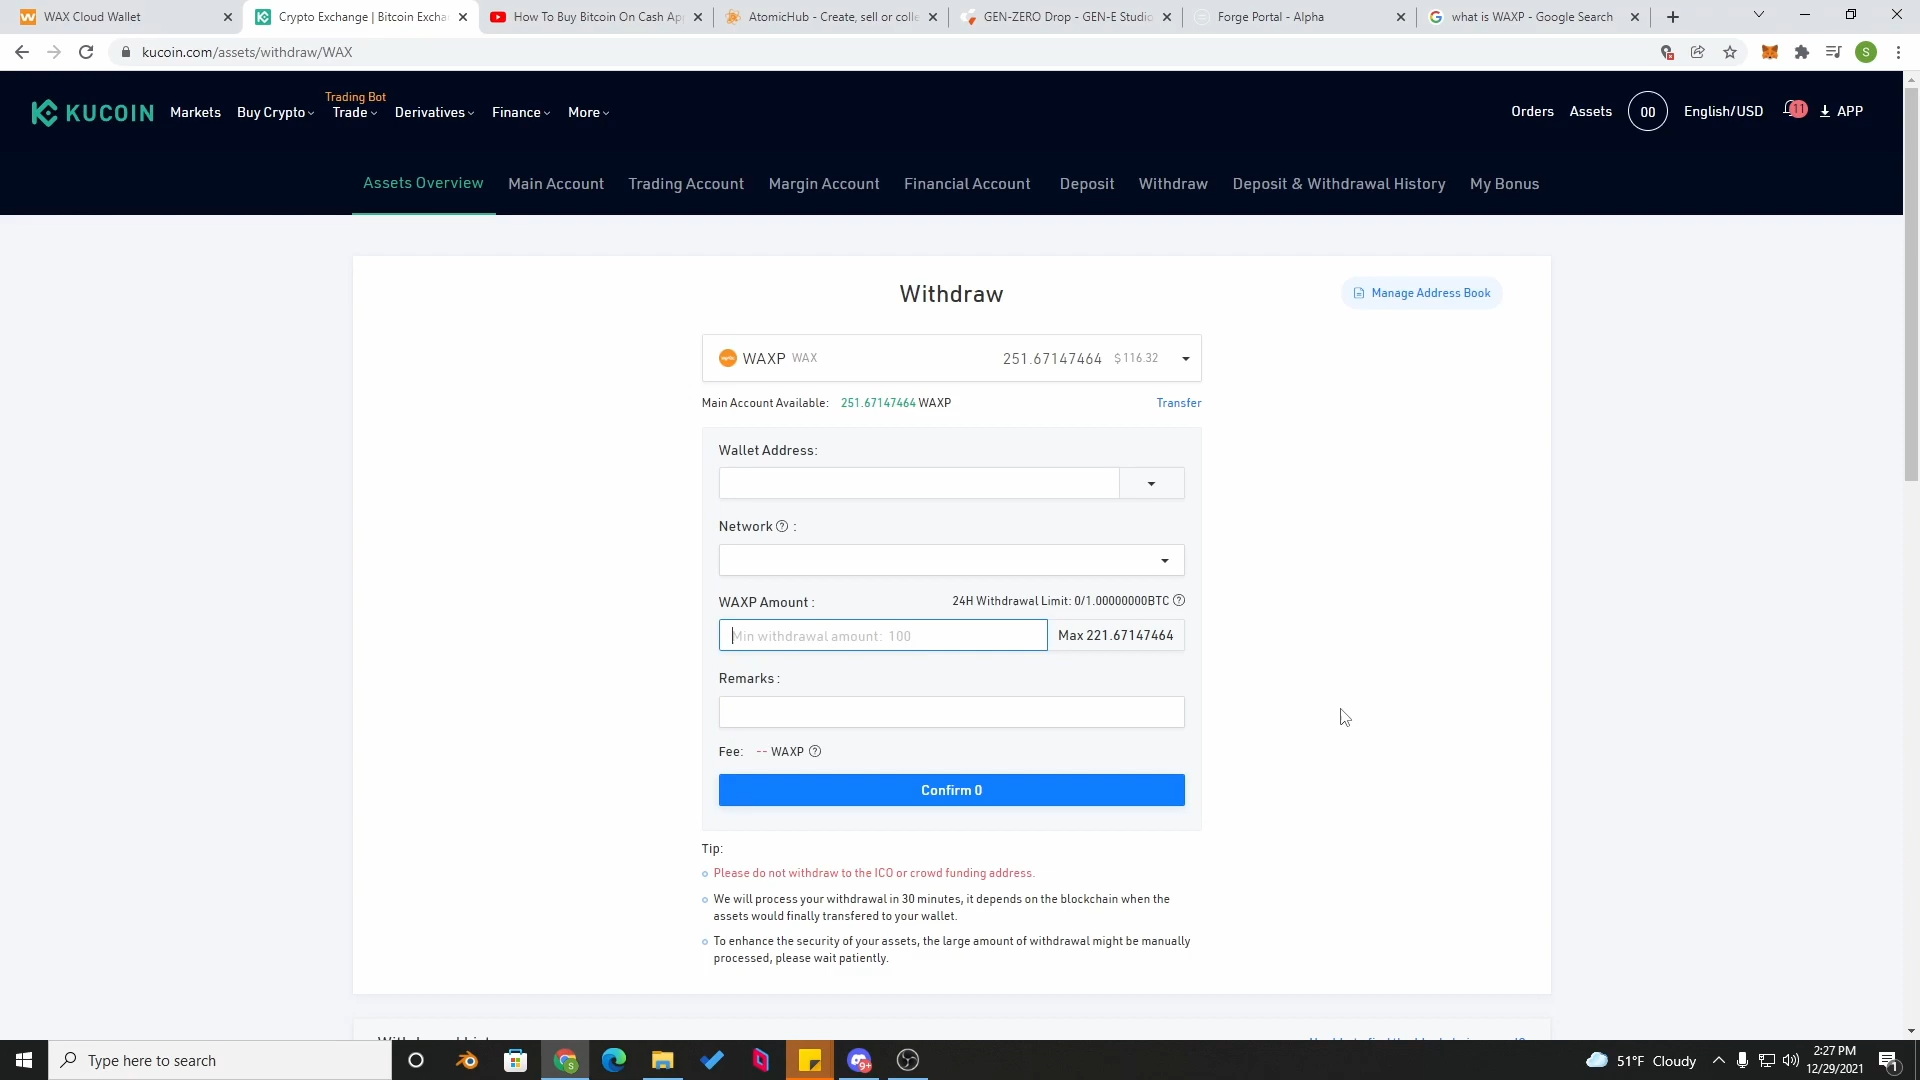 WAX Cloud Wallet
Crypto Exchange | Bitcoin Excha
How To Buy Bitcoin On Cash Ap
AtomicHub - Create, sell or colle
GEN-ZERO Drop - GEN-E Studio
Forge Portal - Alpha
what is WAXP - Google Search
kucoin.com/assets/withdraw/WAX
S
KUCOIN
Markets
Buy Crypto
Trading Bot
Trade
Derivatives
Finance
More
Orders
Assets
00
English/USD
11
APP
Assets Overview
Main Account
Trading Account
Margin Account
Financial Account
Deposit
Withdraw
Deposit & Withdrawal History
My Bonus
Withdraw
Manage Address Book
WAXP WAX 251.67147464 $116.32
Main Account Available: 251.67147464 WAXP Transfer
Wallet Address:
Network ? :
WAXP Amount : 24H Withdrawal Limit: 0/1.00000000BTC ?
Min withdrawal amount: 100 Max 221.67147464
Remarks :
Fee: -- WAXP ?
Confirm 0
Tip:
Please do not withdraw to the ICO or crowd funding address.
We will process your withdrawal in 30 minutes, it depends on the blockchain when the
assets would finally transfered to your wallet.
To enhance the security of your assets, the large amount of withdrawal might be manually
processed, please wait patiently.
Type here to search
S
9+
51°F Cloudy
2:27 PM
12/29/2021
1